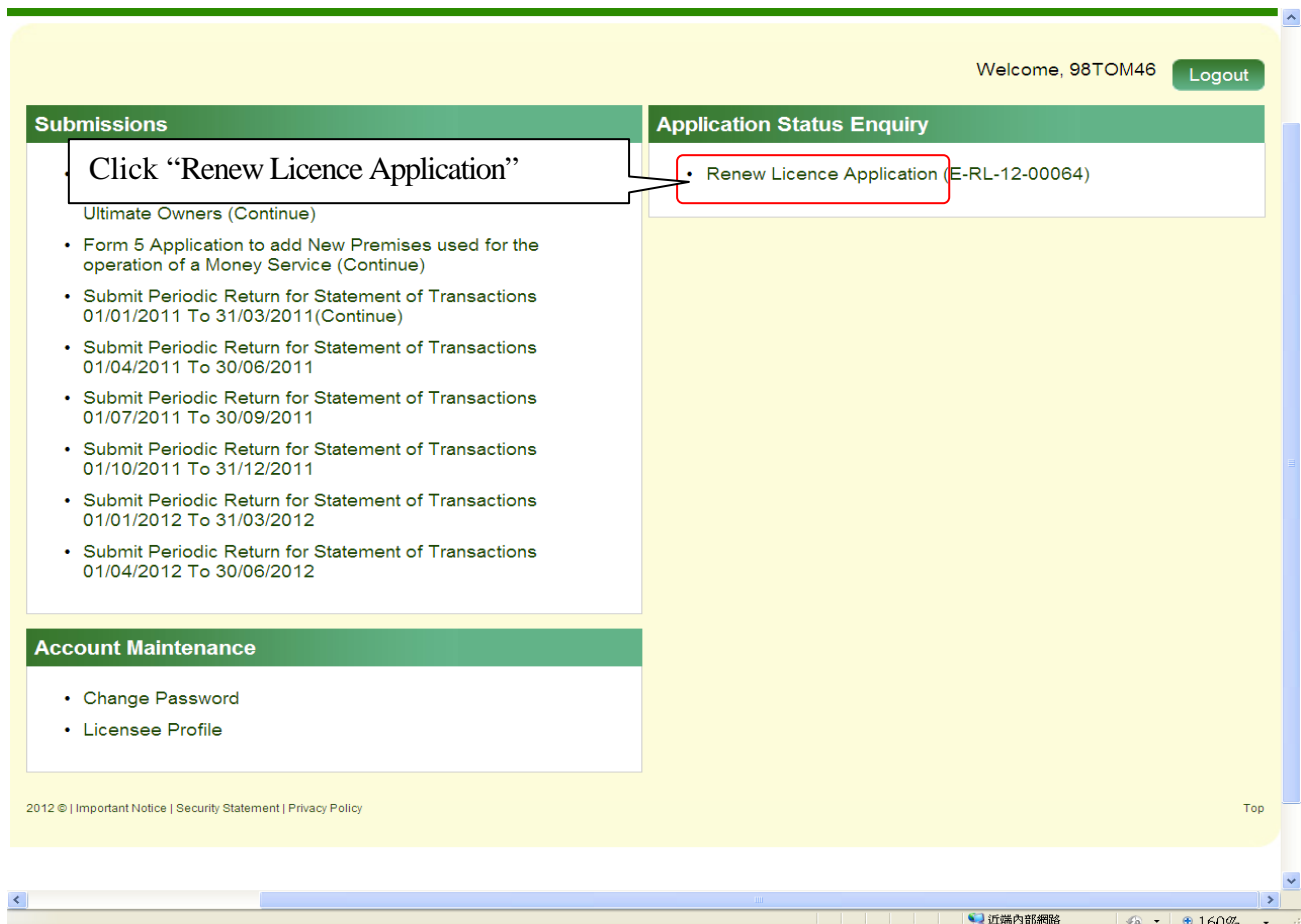 Welcome, 98TOM46
Logout
Submissions
Click “Renew Licence Application”
Ultimate Owners (Continue)
• Form 5 Application to add New Premises used for the
operation of a Money Service (Continue)
• Submit Periodic Return for Statement of Transactions
01/01/2011 To 31/03/2011(Continue)
• Submit Periodic Return for Statement of Transactions
01/04/2011 To 30/06/2011
• Submit Periodic Return for Statement of Transactions
01/07/2011 To 30/09/2011
• Submit Periodic Return for Statement of Transactions
01/10/2011 To 31/12/2011
• Submit Periodic Return for Statement of Transactions
01/01/2012 To 31/03/2012
• Submit Periodic Return for Statement of Transactions
01/04/2012 To 30/06/2012
Application Status Enquiry
• Renew Licence Application (E-RL-12-00064)
Account Maintenance
• Change Password
• Licensee Profile
2012 © | Important Notice | Security Statement | Privacy Policy
Top
近端內部網路
160%